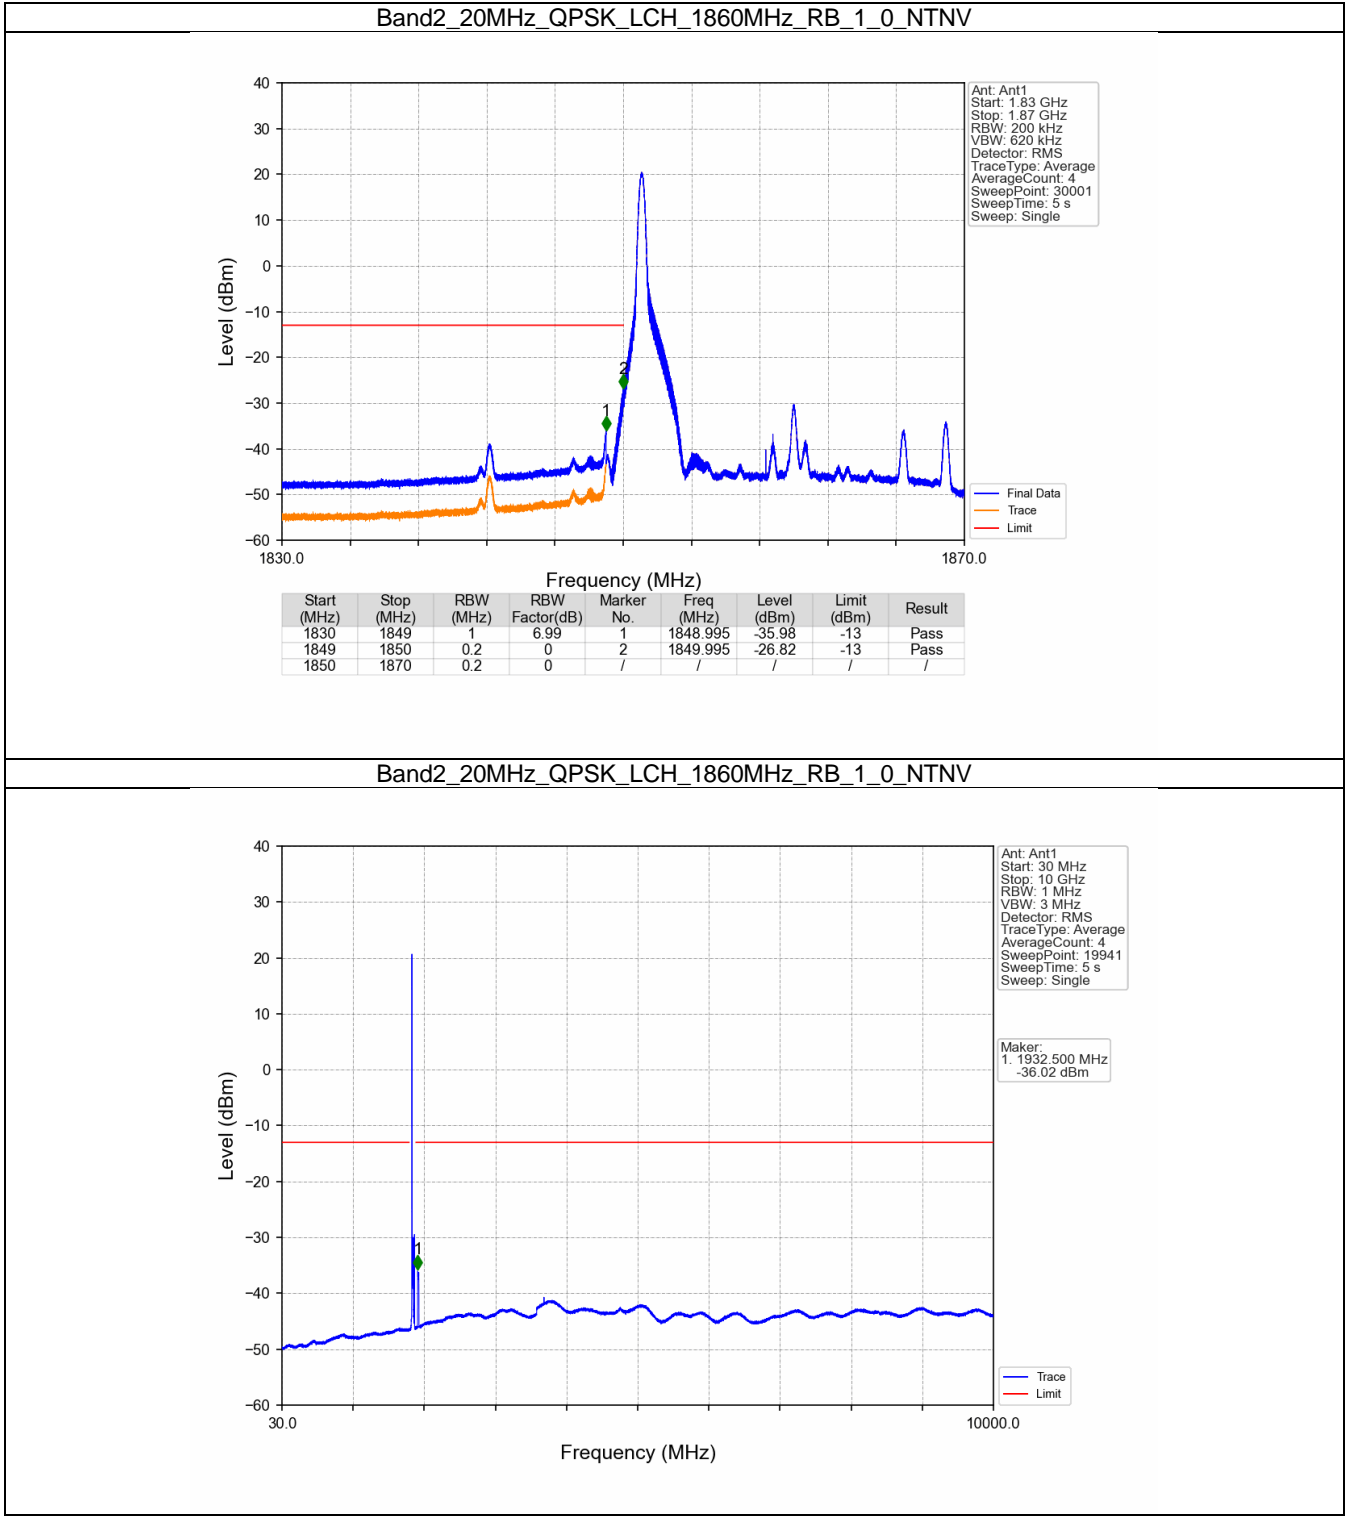 Band2_20MHz_QPSK_LCH_1860MHz_RB_1_0_NTNV
40
30
20
10
0
−10
−20
−30
−40
−50
−60
Level (dBm)
1
2
1830.0
1870.0
Frequency (MHz)
Ant: Ant1
Start: 1.83 GHz
Stop: 1.87 GHz
RBW: 200 kHz
VBW: 620 kHz
Detector: RMS
TraceType: Average
AverageCount: 4
SweepPoint: 30001
SweepTime: 5 s
Sweep: Single
Final Data
Trace
Limit
Start (MHz) Stop (MHz) RBW (MHz) RBW Factor(dB) Marker No. Freq (MHz) Level (dBm) Limit (dBm) Result
1830 1849 1 6.99 1 1848.995 -35.98 -13 Pass
1849 1850 0.2 0 2 1849.995 -26.82 -13 Pass
1850 1870 0.2 0 / / / / /
Band2_20MHz_QPSK_LCH_1860MHz_RB_1_0_NTNV
40
30
20
10
0
−10
−20
−30
−40
−50
−60
Level (dBm)
1
30.0
10000.0
Frequency (MHz)
Ant: Ant1
Start: 30 MHz
Stop: 10 GHz
RBW: 1 MHz
VBW: 3 MHz
Detector: RMS
TraceType: Average
AverageCount: 4
SweepPoint: 19941
SweepTime: 5 s
Sweep: Single
Maker:
1. 1932.500 MHz
-36.02 dBm
Trace
Limit